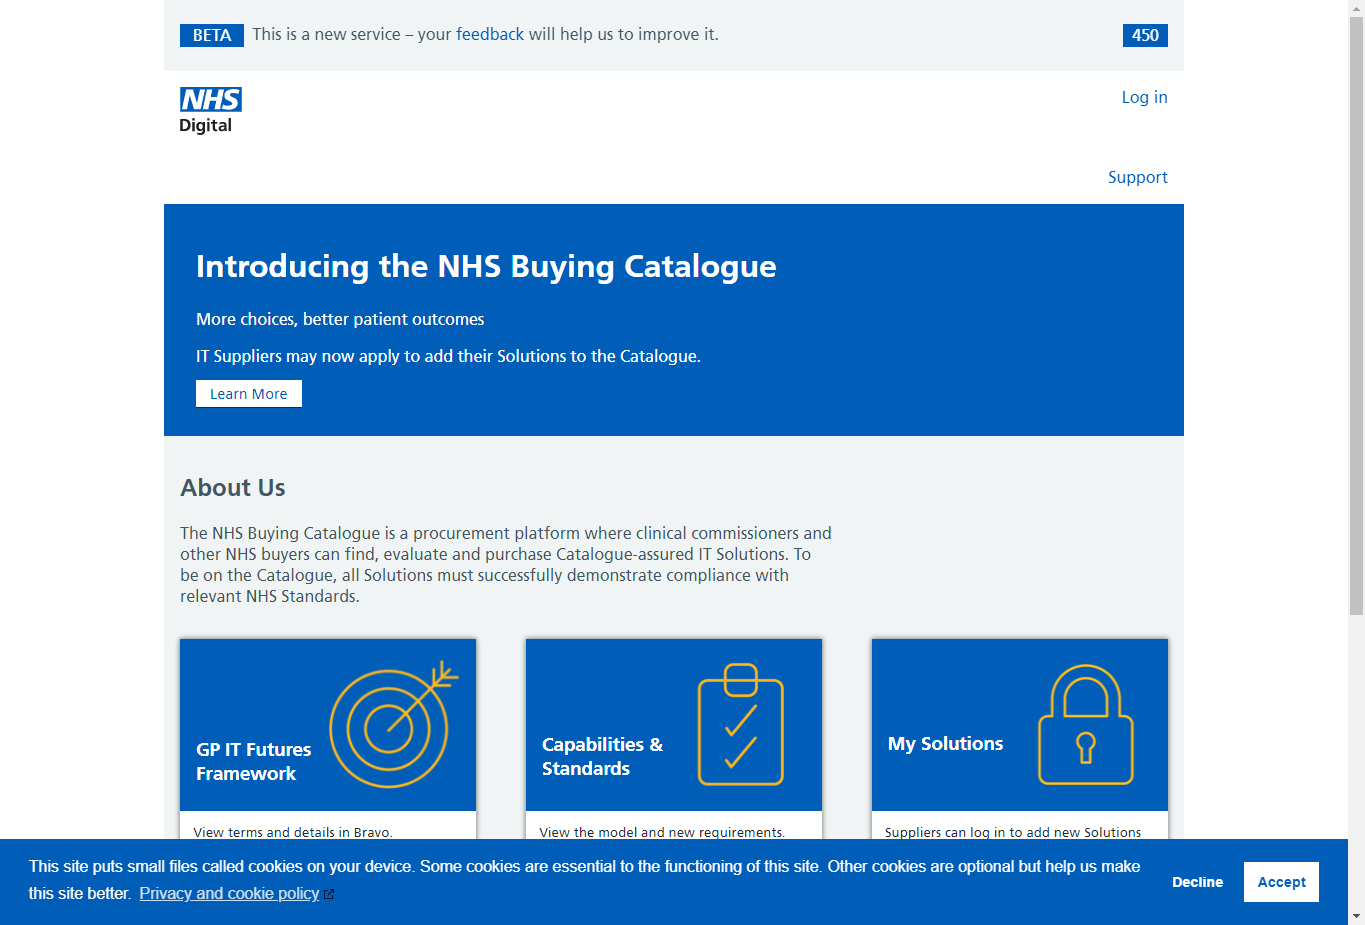 BETA This is a new service – your feedback will help us to improve it.
450
NHS
Digital
Log in
Support
Introducing the NHS Buying Catalogue
More choices, better patient outcomes
IT Suppliers may now apply to add their Solutions to the Catalogue.
Learn More
About Us
The NHS Buying Catalogue is a procurement platform where clinical commissioners and
other NHS buyers can find, evaluate and purchase Catalogue-assured IT Solutions. To
be on the Catalogue, all Solutions must successfully demonstrate compliance with
relevant NHS Standards.
GP IT Futures
Framework
View terms and details in Bravo.
Capabilities &
Standards
View the model and new requirements.
My Solutions
Suppliers can log in to add new Solutions
This site puts small files called cookies on your device. Some cookies are essential to the functioning of this site. Other cookies are optional but help us make
this site better. Privacy and cookie policy
Decline
Accept